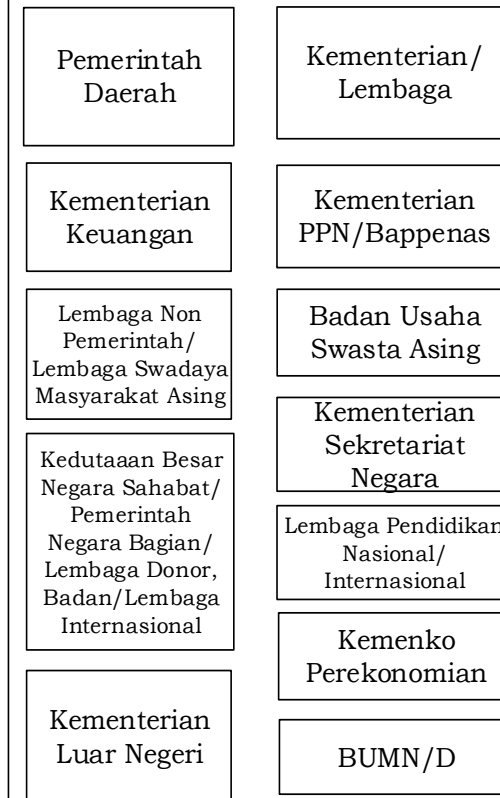 Pemerintah
Daerah
Kementerian/
Lembaga
Kementerian
Keuangan
Kementerian
PPN/Bappenas
Lembaga Non
Pemerintah/
Lembaga Swadaya
Masyarakat Asing
Badan Usaha
Swasta Asing
Kementerian
Sekretariat
Negara
Kedutaaan Besar
Negara Sahabat/
Pemerintah
Negara Bagian/
Lembaga Donor,
Badan/Lembaga
Internasional
Lembaga Pendidikan
Nasional/
Internasional
Kemenko
Perekonomian
Kementerian
Luar Negeri
BUMN/D